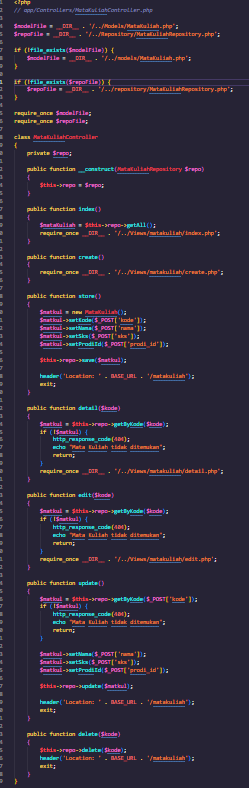 <?php
// app/Controllers/MataKuliahController.php
$modelFile = __DIR__ . '/../Models/MataKuliah.php';
$repoFile = __DIR__ . '/../Repository/MataKuliahRepository.php';
if (!file_exists($modelFile)) {
$modelFile = __DIR__ . '/../models/matakuliah.php';
}
if (!file_exists($repoFile)) {
$repoFile = __DIR__ . '/../repository/MataKuliahRepository.php';
}
require_once $modelFile;
require_once $repoFile;
class MataKuliahController
{
private $repo;
public function __construct(MataKuliahRepository $repo)
{
$this->repo = $repo;
}
public function index()
{
$matakuliah = $this->repo->getAll();
require_once __DIR__ . '/../Views/matakuliah/index.php';
}
public function create()
{
require_once __DIR__ . '/../Views/matakuliah/create.php';
}
public function store()
{
$matkul = new MataKuliah();
$matkul->setKode($_POST['kode']);
$matkul->setNama($_POST['nama']);
$matkul->setSks($_POST['sks']);
$matkul->setProdiId($_POST['prodi_id']);
$this->repo->save($matkul);
header('Location: ' . BASE_URL . '/matakuliah');
exit;
}
public function detail($kode)
{
$matkul = $this->repo->getByKode($kode);
if (!$matkul) {
http_response_code(404);
echo "Mata Kuliah tidak ditemukan";
return;
}
require_once __DIR__ . '/../Views/matakuliah/detail.php';
}
public function edit($kode)
{
$matkul = $this->repo->getByKode($kode);
if (!$matkul) {
http_response_code(404);
echo "Mata Kuliah tidak ditemukan";
return;
}
require_once __DIR__ . '/../Views/matakuliah/edit.php';
}
public function update()
{
$matkul = $this->repo->getByKode($_POST['kode']);
if (!$matkul) {
http_response_code(404);
echo "Mata Kuliah tidak ditemukan";
return;
}
$matkul->setNama($_POST['nama']);
$matkul->setSks($_POST['sks']);
$matkul->setProdiId($_POST['prodi_id']);
$this->repo->update($matkul);
header('Location: ' . BASE_URL . '/matakuliah');
exit;
}
public function delete($kode)
{
$this->repo->delete($kode);
header('Location: ' . BASE_URL . '/matakuliah');
exit;
}
}